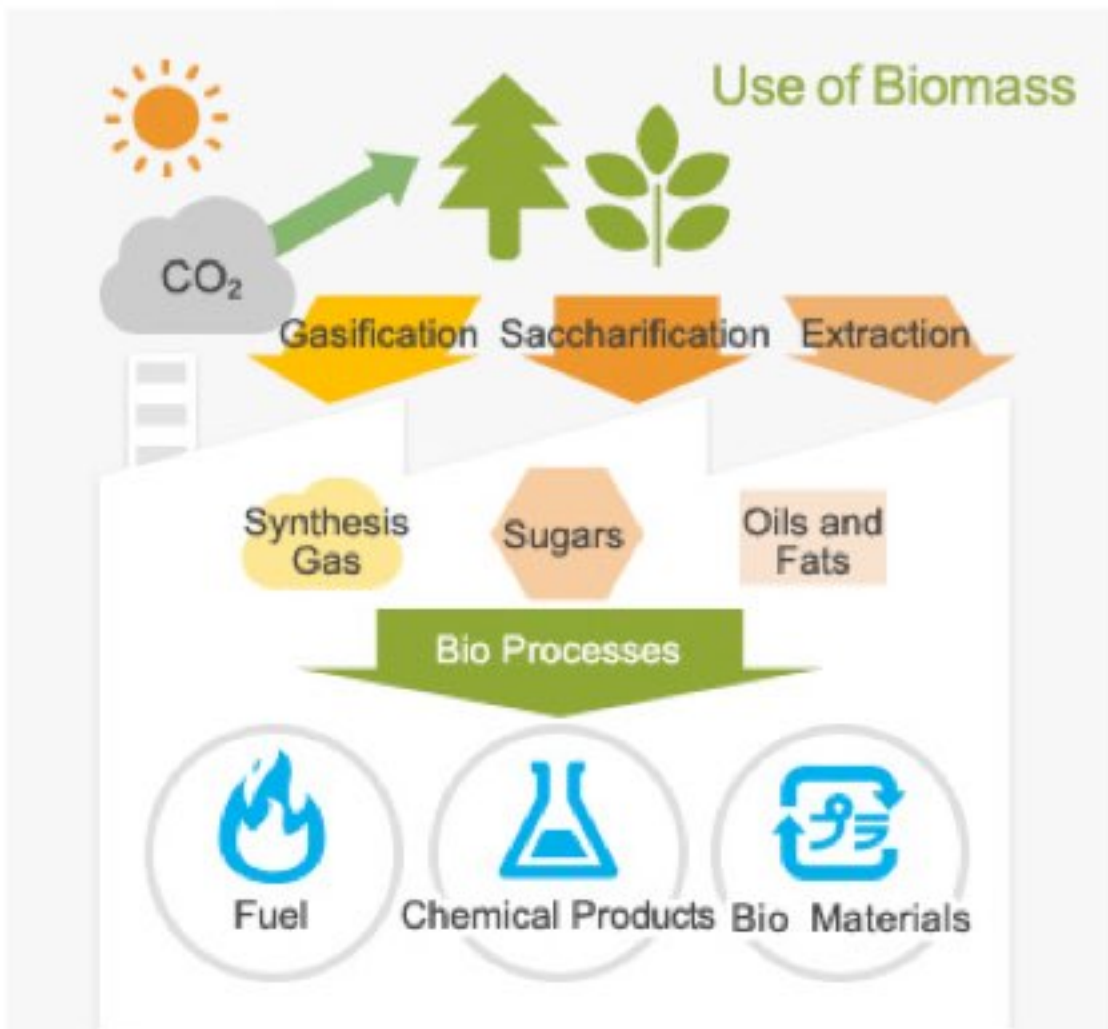 Use of Biomass
CO₂
Gasification
Saccharification
Extraction
Synthesis
Gas
Sugars
Oils and
Fats
Bio Processes
プラ
Fuel
Chemical Products
Bio Materials